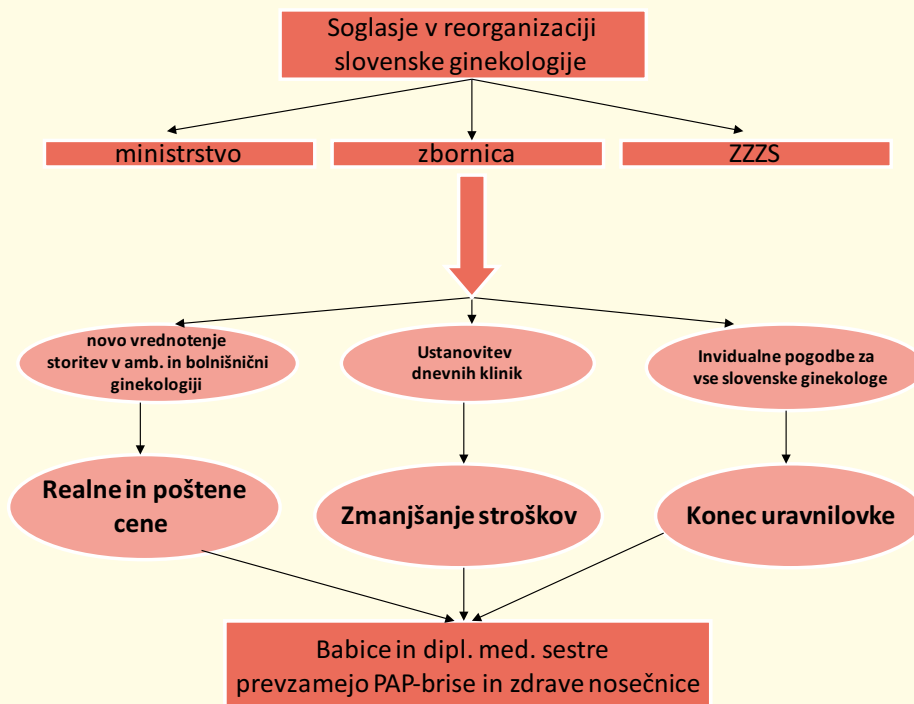 Soglasje v reorganizaciji
slovenske ginekologije
ministrstvo
zbornica
ZZZS
novo vrednotenje
storitev v amb. in bolnišnični
ginekologiji
Ustanovitev
dnevnih klinik
Invidualne pogodbe za
vse slovenske ginekologe
Realne in poštene
cene
Zmanjšanje stroškov
Konec uravnilovke
Babice in dipl. med. sestre
prevzamejo PAP-brise in zdrave nosečnice